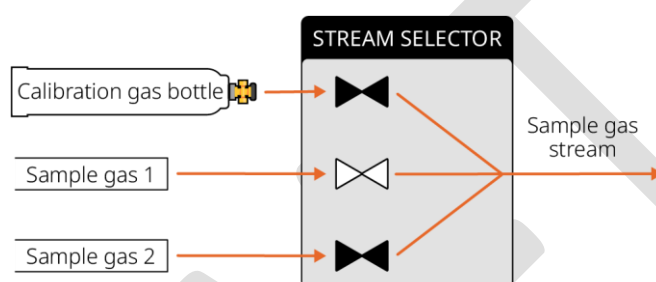 STREAM SELECTOR
Calibration gas bottle
Sample gas
stream
Sample gas 1
Sample gas 2